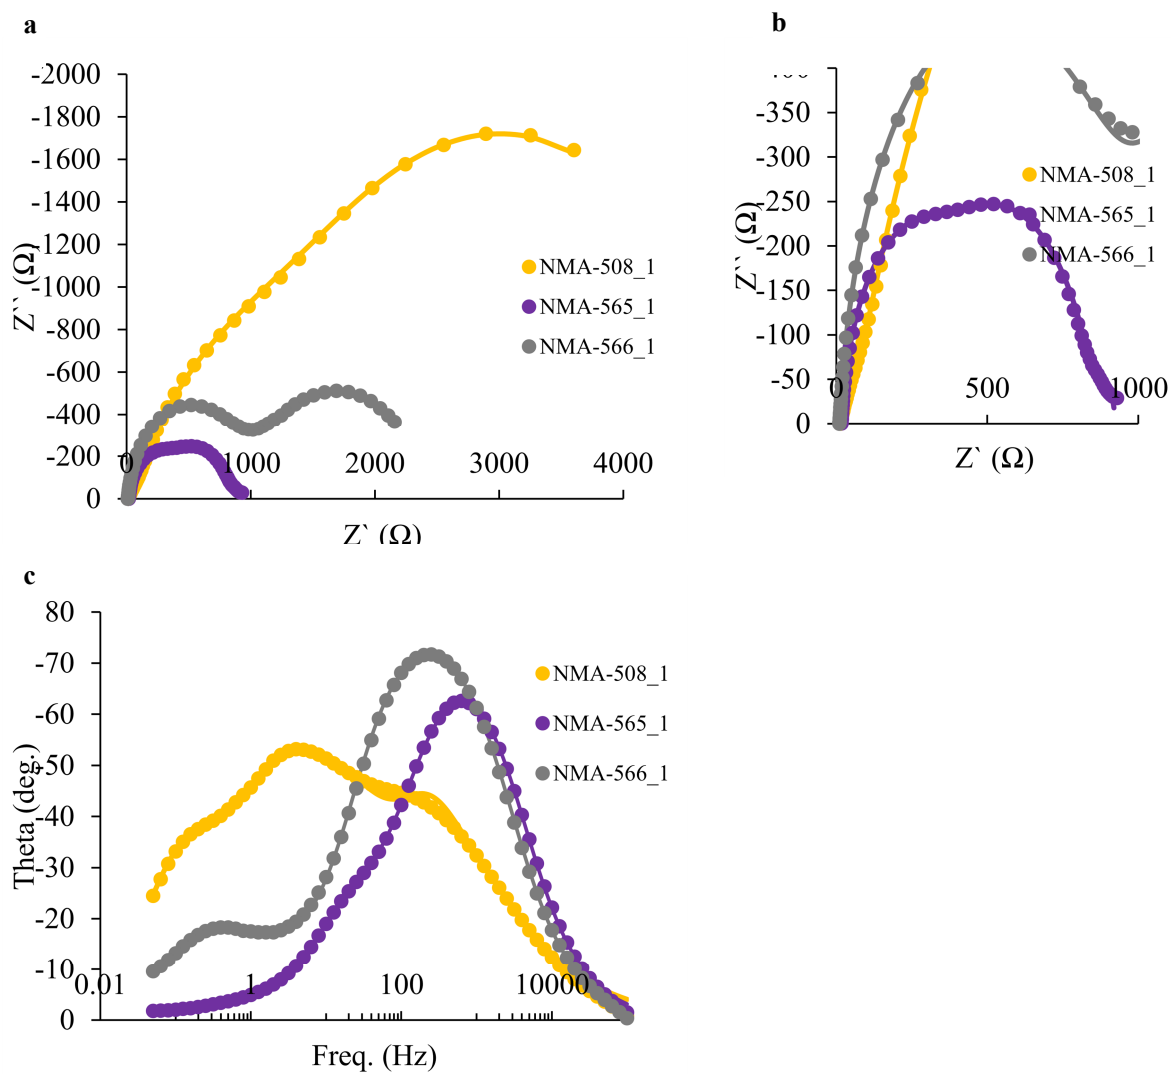 a
-2000
-1800
-1600
-1400
-1200
-1000
-800
-600
-400
-200
0
0
1000
2000
3000
4000
Z`` (Ω)
Z` (Ω)
NMA-508_1
NMA-565_1
NMA-566_1
b
-350
-300
-250
-200
-150
-100
-50
0
0
500
1000
Z`` (Ω)
Z` (Ω)
NMA-508_1
NMA-565_1
NMA-566_1
c
-80
-70
-60
-50
-40
-30
-20
-10
0
0.01
1
100
10000
Theta (deg.)
Freq. (Hz)
NMA-508_1
NMA-565_1
NMA-566_1